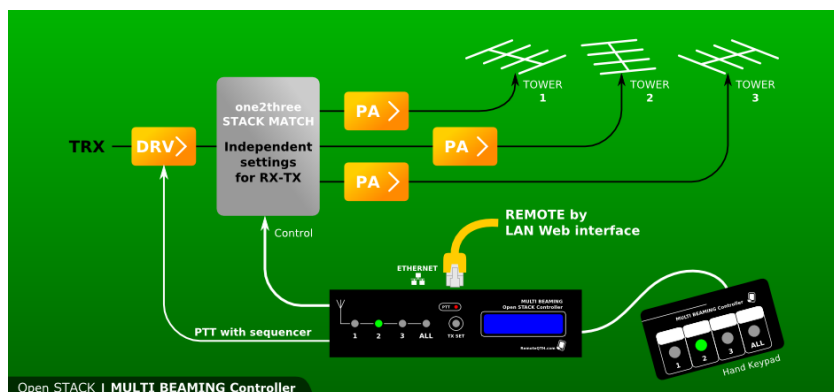 one2three
STACK MATCH
Independent
settings
for RX-TX
TRX
DRV
PA
PA
PA
TOWER
1
TOWER
2
TOWER
3
Control
REMOTE by
LAN Web interface
ETHERNET
PTT with sequencer
PTT
1 2 3 ALL
TX SET
MULTI BEAMING
Open STACK Controller
RemoteQTH.com
MULTI BEAMING Controller
1 2 3 ALL
Hand Keypad
Open STACK | MULTI BEAMING Controller